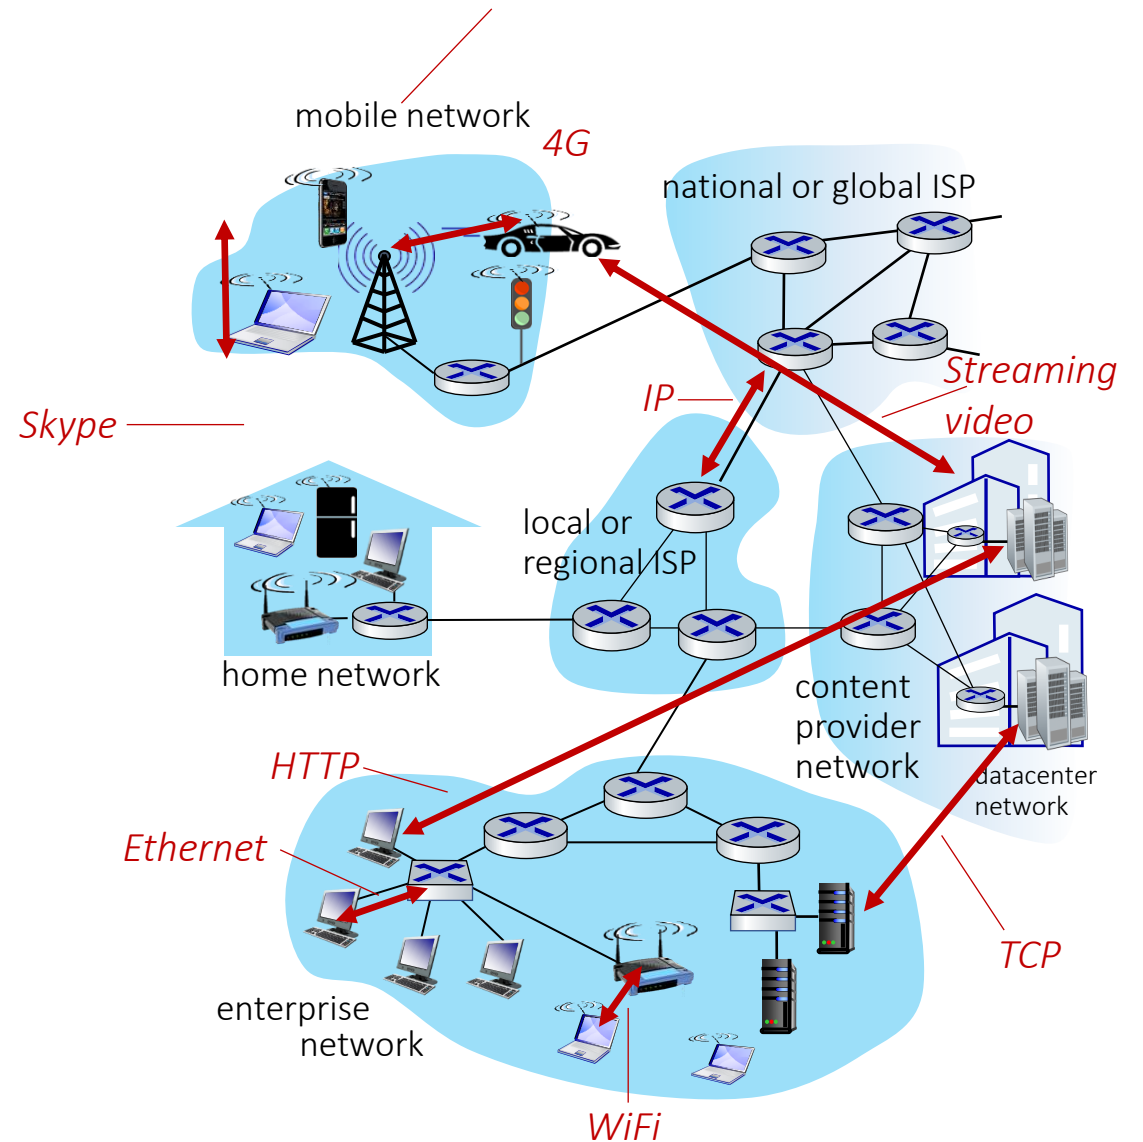 mobile network
4G
national or global ISP
IP
Streaming
video
Skype
local or
regional ISP
home network
content
provider
network
datacenter
network
HTTP
Ethernet
TCP
enterprise
network
WiFi